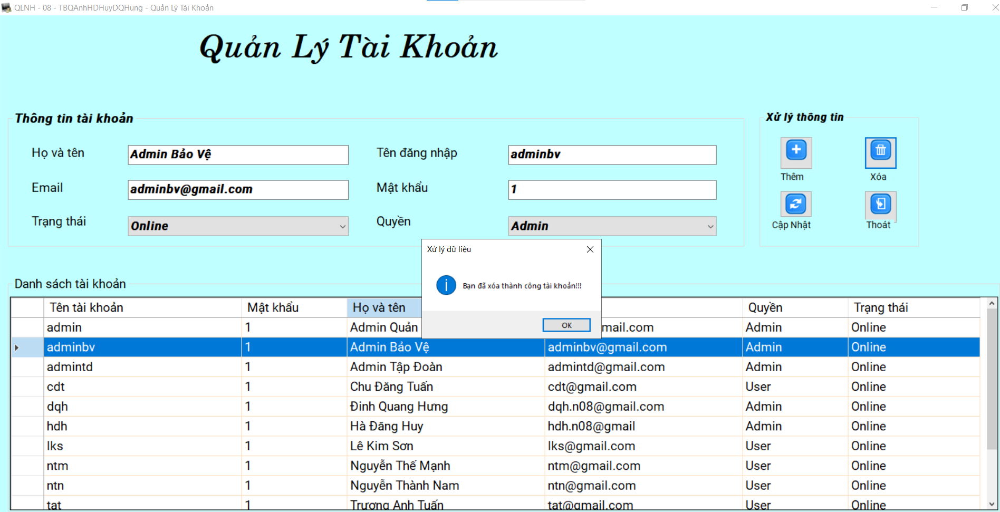 QLNH - 08 - TBQAnhHDHuyDQHung - Quản Lý Tài Khoản
Quản Lý Tài Khoản
Thông tin tài khoản
Họ và tên Admin Bảo Vệ Tên đăng nhập adminbv
Email adminbv@gmail.com Mật khẩu 1
Trạng thái Online Quyền Admin
Xử lý thông tin
Thêm Xóa
Cập Nhật Thoát
Xử lý dữ liệu
Bạn đã xóa thành công tài khoản!!!
OK
Danh sách tài khoản
Tên tài khoản Mật khẩu Họ và tên Quyền Trạng thái
admin 1 Admin Quản mail.com Admin Online
adminbv 1 Admin Bảo Vệ adminbv@gmail.com Admin Online
admintd 1 Admin Tập Đoàn admintd@gmail.com Admin Online
cdt 1 Chu Đăng Tuấn cdt@gmail.com User Online
dqh 1 Đinh Quang Hưng dqh.n08@gmail.com Admin Online
hdh 1 Hà Đăng Huy hdh.n08@gmail Admin Online
lks 1 Lê Kim Sơn lks@gmail.com User Online
ntm 1 Nguyễn Thế Mạnh ntm@gmail.com User Online
ntn 1 Nguyễn Thành Nam ntn@gmail.com User Online
tat 1 Trương Anh Tuấn tat@gmail.com User Online